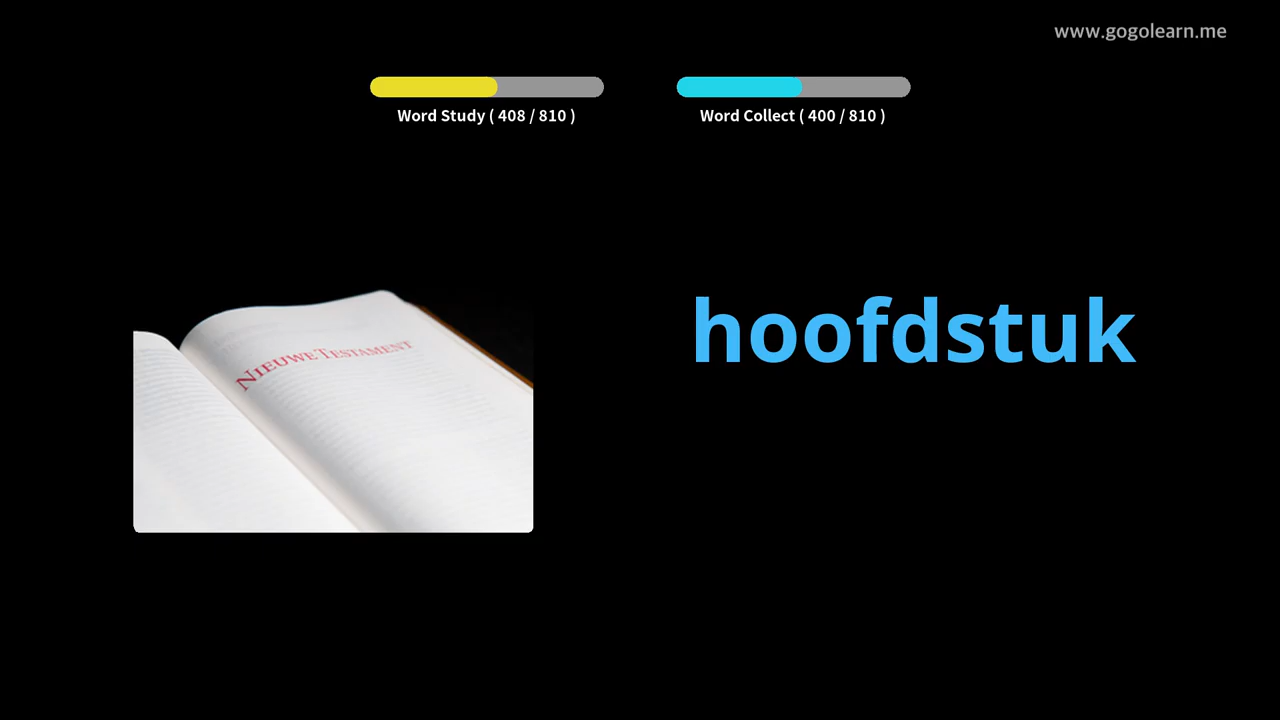 www.gogolearn.me
Word Study ( 408 / 810 )
Word Collect ( 400 / 810 )
NIEUWE TESTAMENT
hoofdstuk